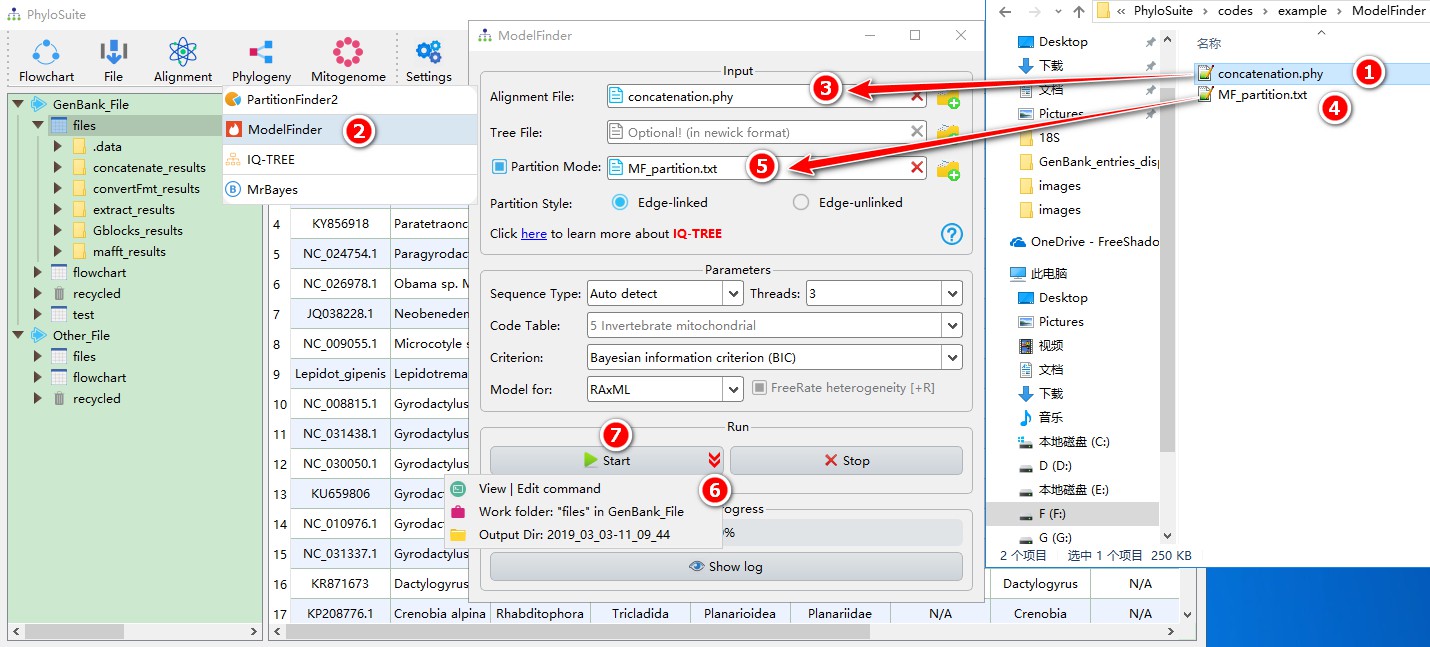 PhyloSuite
Flowchart File Alignment Phylogeny Mitogenome Settings
PartitionFinder2
ModelFinder
2
IQ-TREE
MrBayes
GenBank_File
files
.data
concatenate_results
convertFmt_results
extract_results
Gblocks_results
mafft_results
flowchart
recycled
test
Other_File
files
flowchart
recycled
4 KY856918 Paratetraonc
5 NC_024754.1 Paragyrodac
6 NC_026978.1 Obama sp. M
7 JQ038228.1 Neobeneden
8 NC_009055.1 Microcotyle s
9 Lepidot_gipenis Lepidotrema
10 NC_008815.1 Gyrodactylus
11 NC_031438.1 Gyrodactylus
12 NC_030050.1 Gyrodactylus
13 KU659806 Gyrodac
14 NC_010976.1 Gyrodac
15 NC_031337.1 Gyrodac
16 KR871673 Dactylogyrus Dactylogyrus N/A
17 KP208776.1 Crenobia alpina Rhabditophora Tricladida Planarioidea Planariidae N/A Crenobia N/A
ModelFinder
Input
Alignment File: concatenation.phy
3
Tree File: Optional! (in newick format)
Partition Mode: MF_partition.txt
5
Partition Style: Edge-linked Edge-unlinked
Click here to learn more about IQ-TREE
?
Parameters
Sequence Type: Auto detect Threads: 3
Code Table: 5 Invertebrate mitochondrial
Criterion: Bayesian information criterion (BIC)
Model for: RAxML FreeRate heterogeneity [+R]
Run
7
Start Stop
6
View | Edit command
Work folder: "files" in GenBank_File
Output Dir: 2019_03_03-11_09_44
ogress
%
Show log
« PhyloSuite › codes › example › ModelFinder
名称
concatenation.phy
1
MF_partition.txt
4
Desktop
下载
文档
Pictures
18S
GenBank_entries_disp
images
images
OneDrive - FreeShado
此电脑
Desktop
Pictures
视频
文档
下载
音乐
本地磁盘 (C:)
D (D:)
本地磁盘 (E:)
F (F:)
G (G:)
2 个项目 选中 1 个项目 250 KB